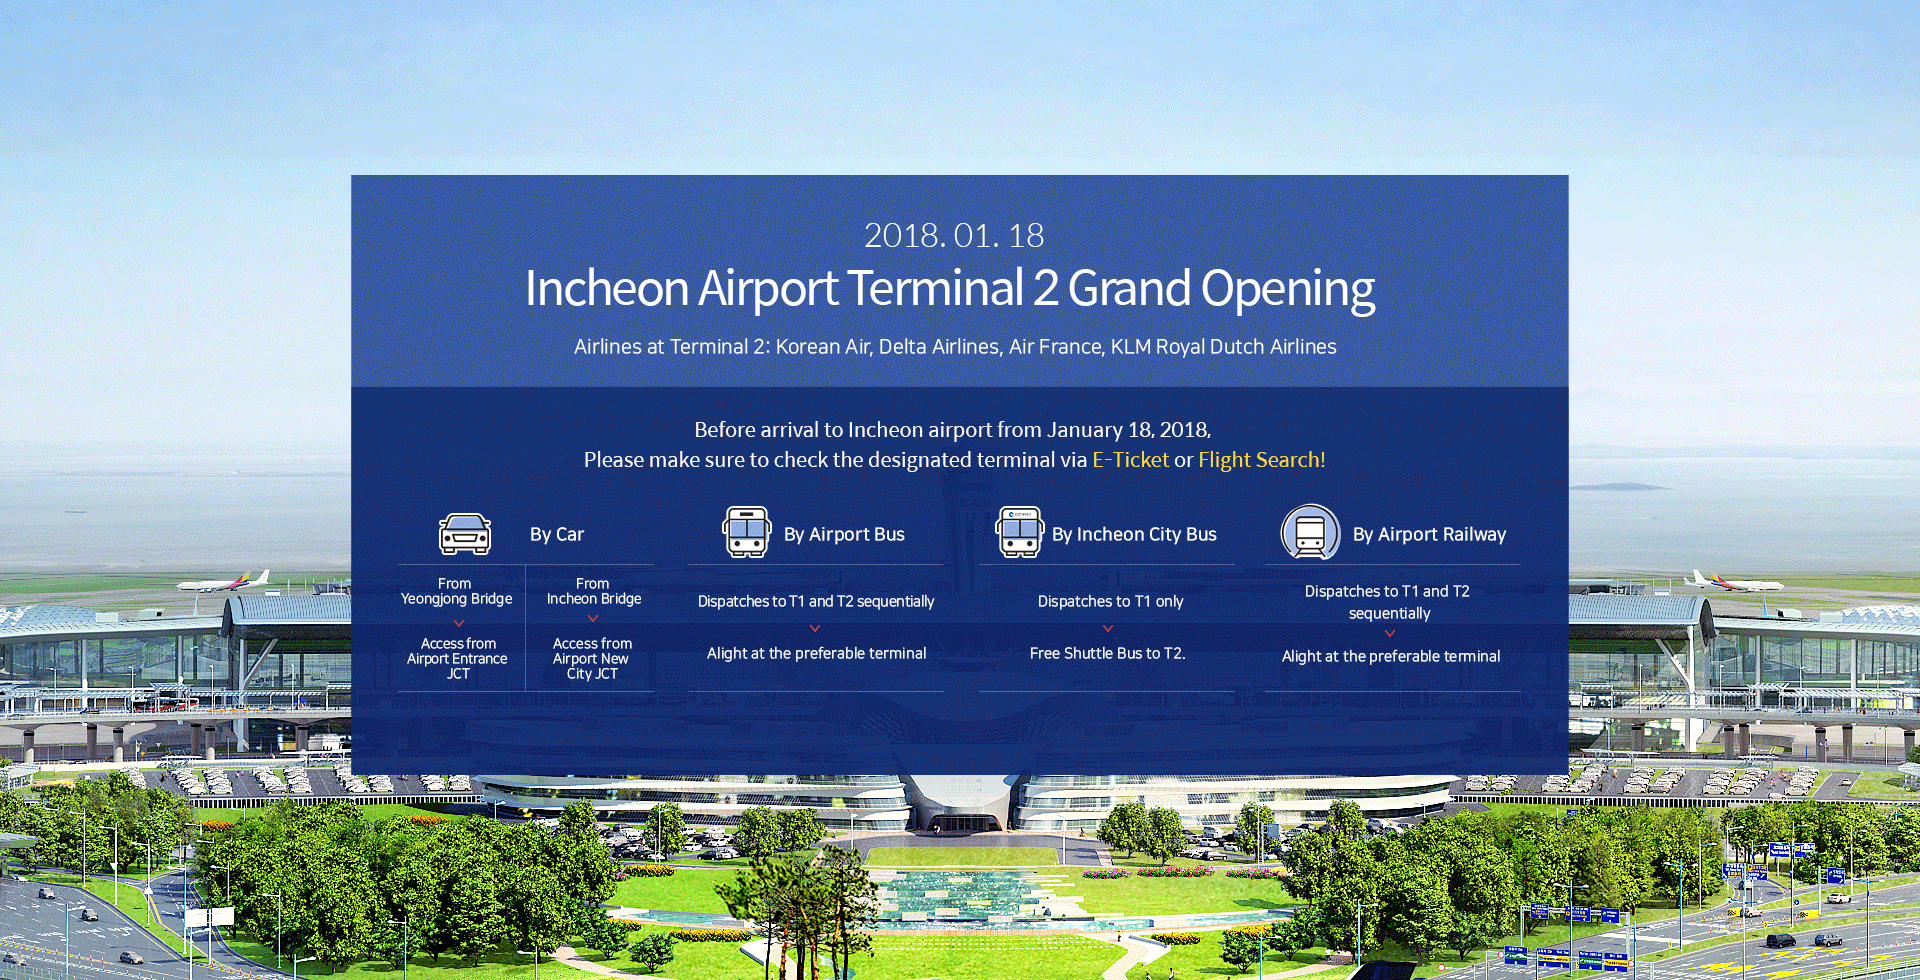 2018. 01. 18
Incheon Airport Terminal 2 Grand Opening
Airlines at Terminal 2: Korean Air, Delta Airlines, Air France, KLM Royal Dutch Airlines
Before arrival to Incheon airport from January 18, 2018,
Please make sure to check the designated terminal via E-Ticket or Flight Search!
By Car
From
Yeongjong Bridge
Access from
Airport Entrance
JCT
From
Incheon Bridge
Access from
Airport New
City JCT
By Airport Bus
Dispatches to T1 and T2 sequentially
Alight at the preferable terminal
By Incheon City Bus
Dispatches to T1 only
Free Shuttle Bus to T2.
By Airport Railway
Dispatches to T1 and T2
sequentially
Alight at the preferable terminal